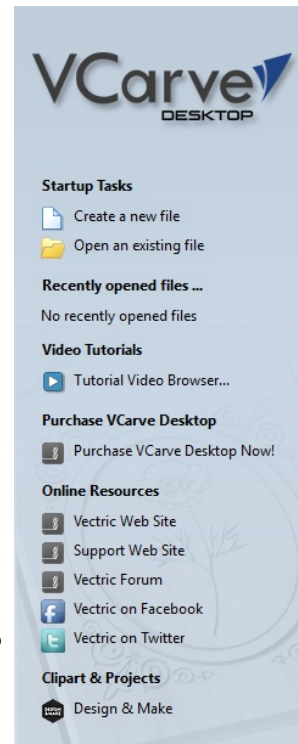 VCarve
DESKTOP
Startup Tasks
Create a new file
Open an existing file
Recently opened files ...
No recently opened files
Video Tutorials
Tutorial Video Browser...
Purchase VCarve Desktop
Purchase VCarve Desktop Now!
Online Resources
Vectric Web Site
Support Web Site
Vectric Forum
Vectric on Facebook
Vectric on Twitter
Clipart & Projects
DESIGN
& MAKE
Design & Make